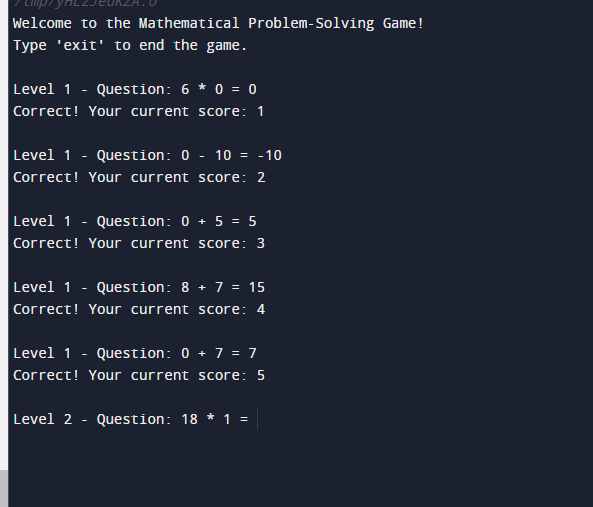 Welcome to the Mathematical Problem-Solving Game!
Type 'exit' to end the game.
Level 1 - Question: 6 * 0 = 0
Correct! Your current score: 1
Level 1 - Question: 0 - 10 = -10
Correct! Your current score: 2
Level 1 - Question: 0 + 5 = 5
Correct! Your current score: 3
Level 1 - Question: 8 + 7 = 15
Correct! Your current score: 4
Level 1 - Question: 0 + 7 = 7
Correct! Your current score: 5
Level 2 - Question: 18 * 1 =